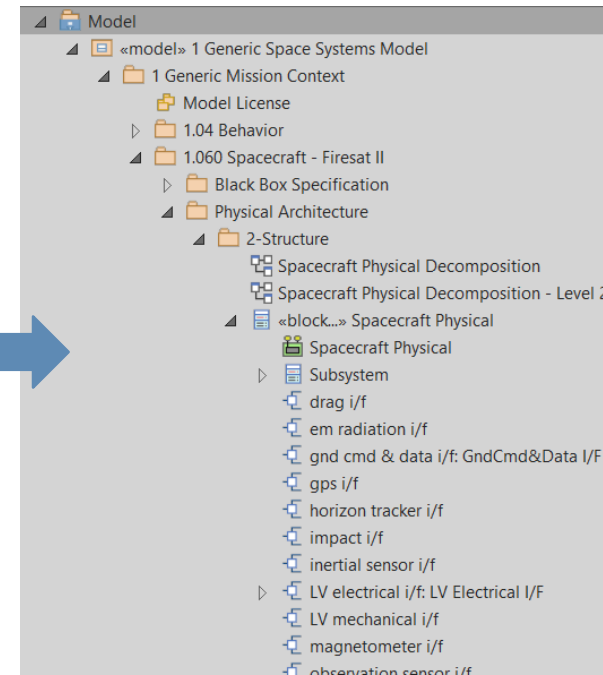 Model
«model» 1 Generic Space Systems Model
1 Generic Mission Context
Model License
1.04 Behavior
1.060 Spacecraft - Firesat II
Black Box Specification
Physical Architecture
2-Structure
Spacecraft Physical Decomposition
Spacecraft Physical Decomposition - Level 2
«block...» Spacecraft Physical
Spacecraft Physical
Subsystem
drag i/f
em radiation i/f
gnd cmd & data i/f: GndCmd&Data I/F
gps i/f
horizon tracker i/f
impact i/f
inertial sensor i/f
LV electrical i/f: LV Electrical I/F
LV mechanical i/f
magnetometer i/f
observation sensor i/f